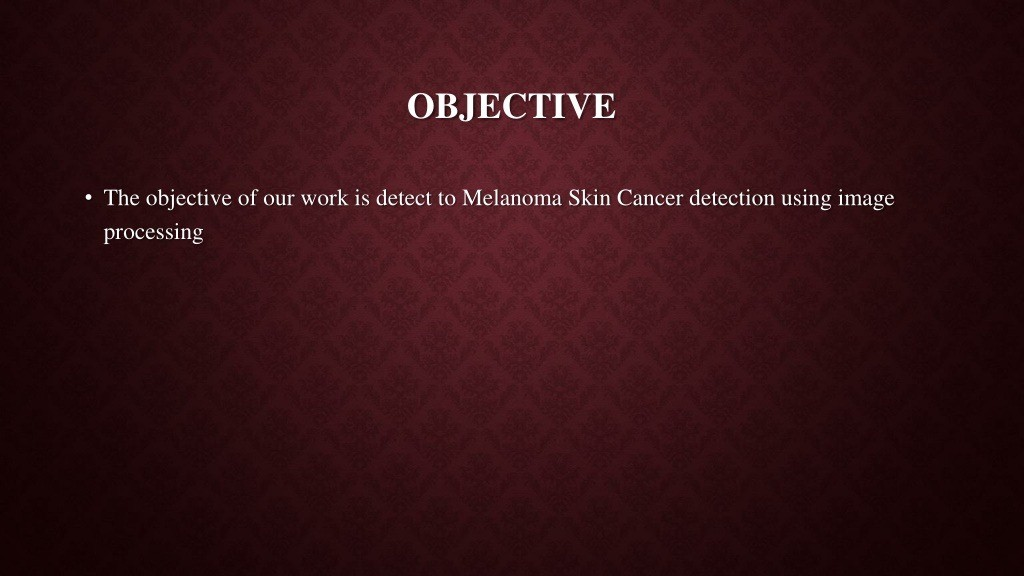 OBJECTIVE
• The objective of our work is detect to Melanoma Skin Cancer detection using image
processing